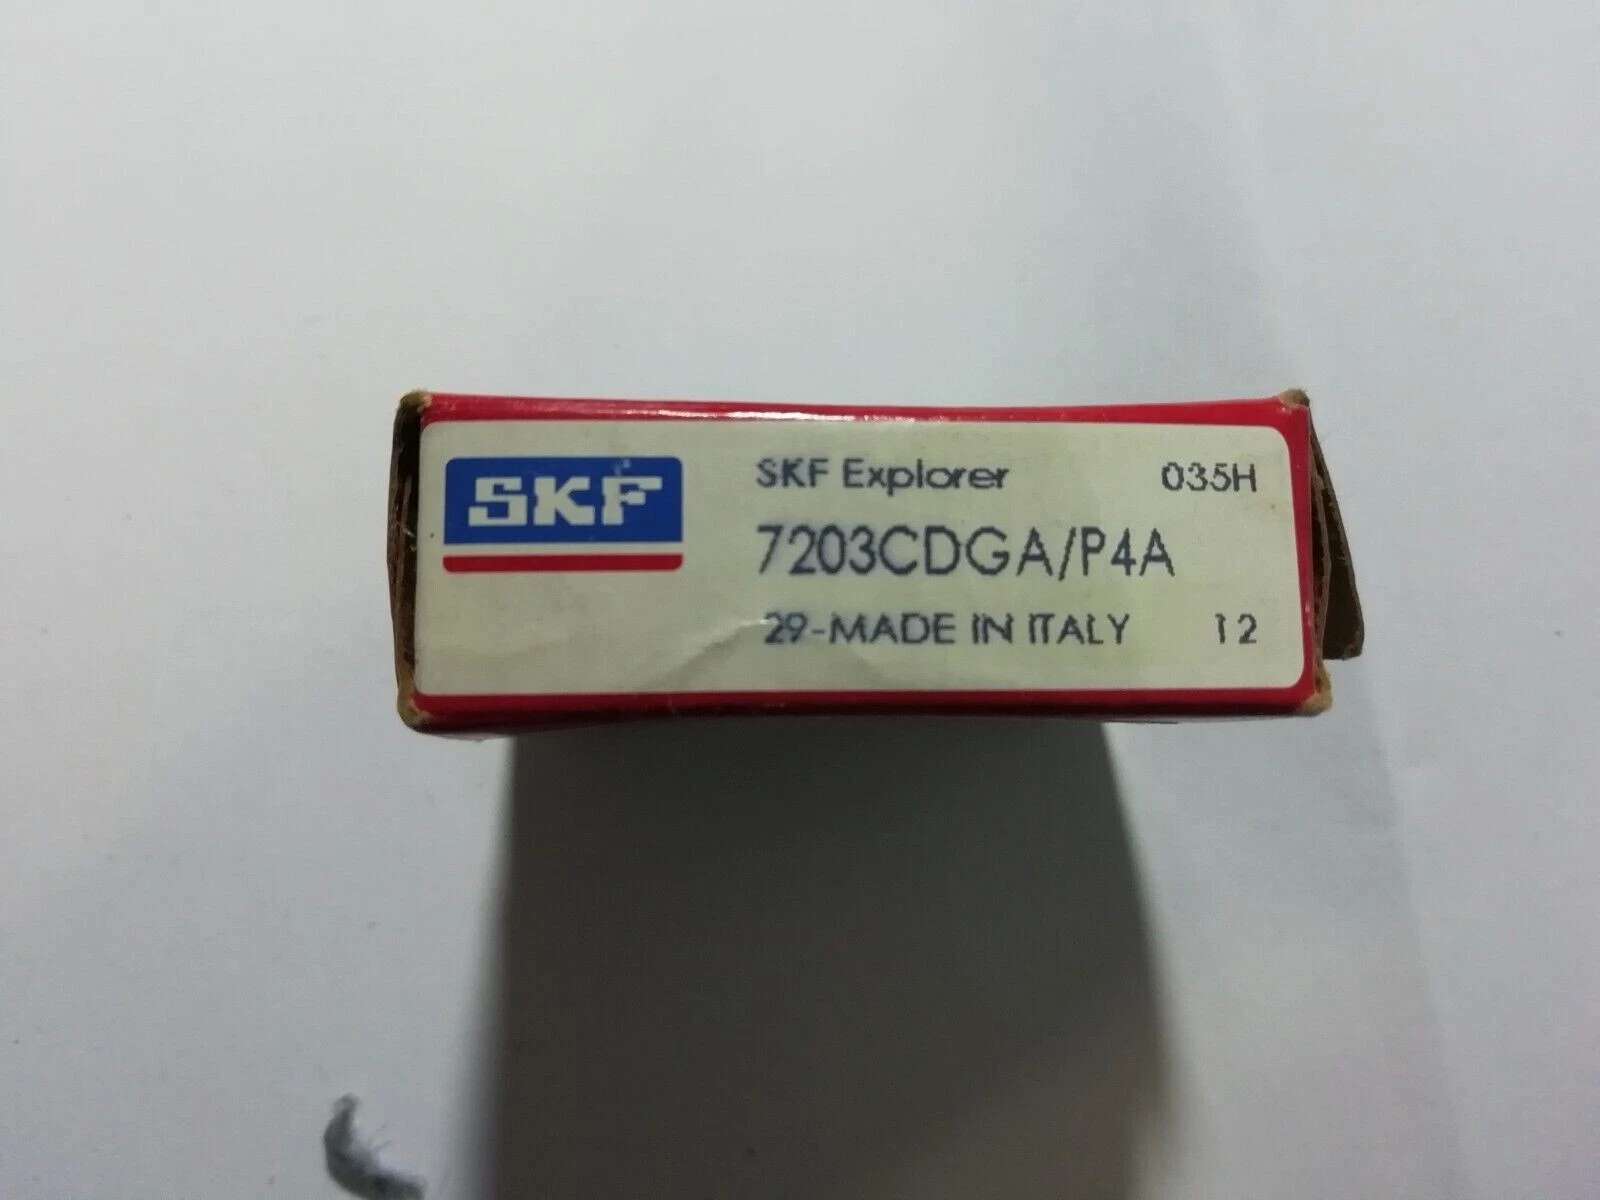 SKF
SKF Explorer 035H
7203CDGA/P4A
29-MADE IN ITALY 12